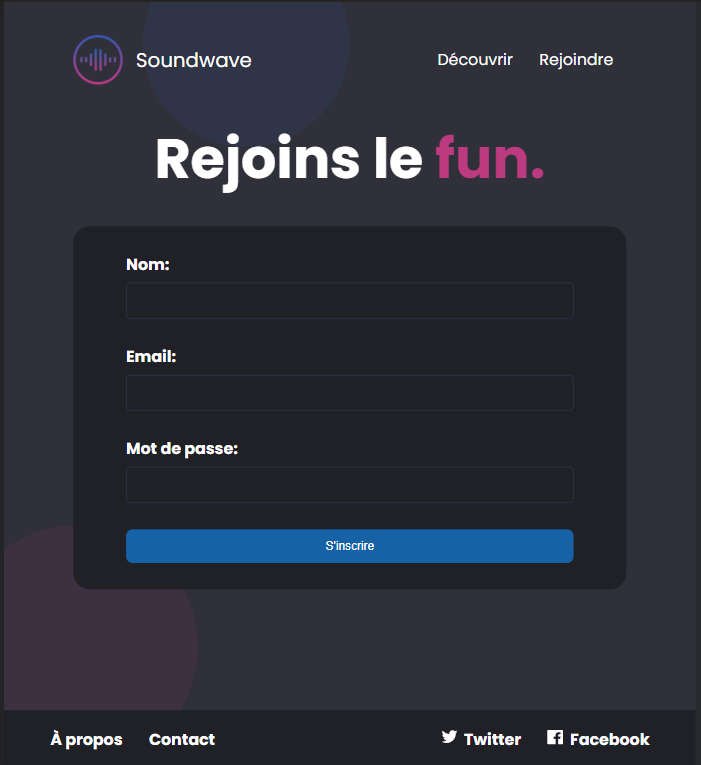 Soundwave
Découvrir Rejoindre
Rejoins le fun.
Nom:
Email:
Mot de passe:
S'inscrire
À propos Contact Twitter Facebook